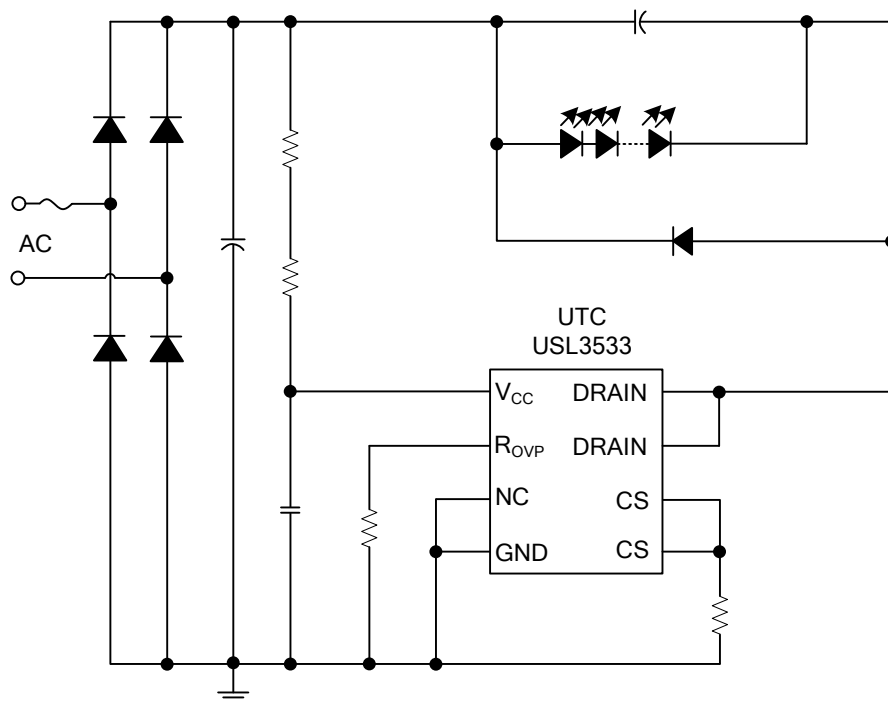 AC
UTC
USL3533
VCC DRAIN
ROVP DRAIN
NC CS
GND CS